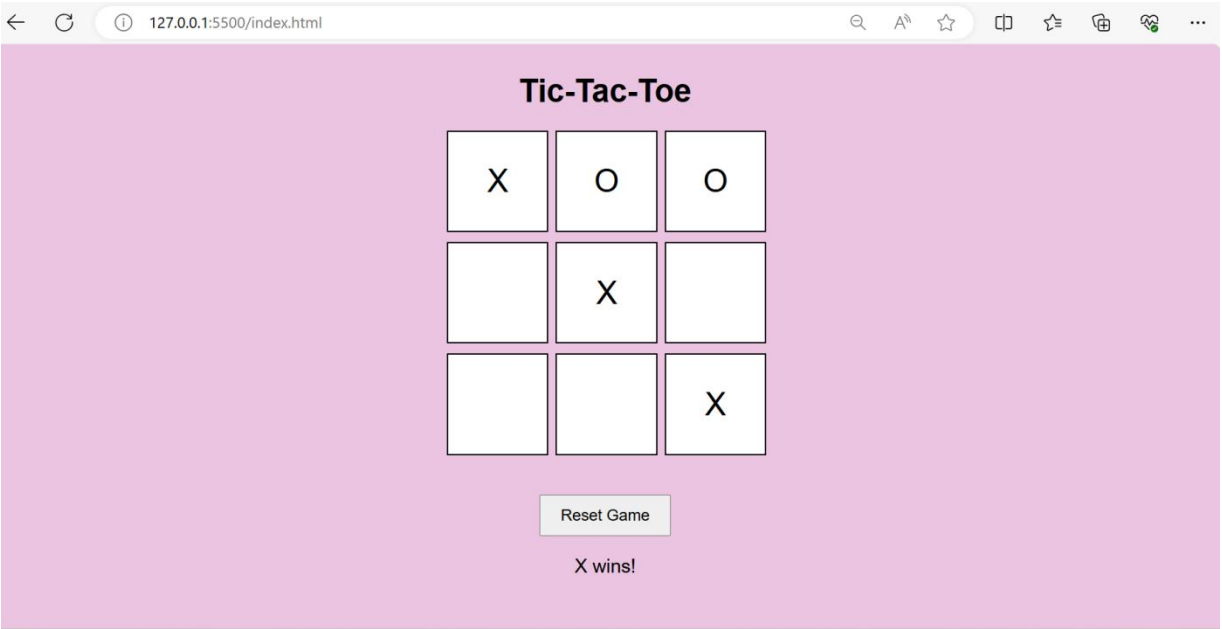 127.0.0.1:5500/index.html
Tic-Tac-Toe
X O O
X
X
Reset Game
X wins!